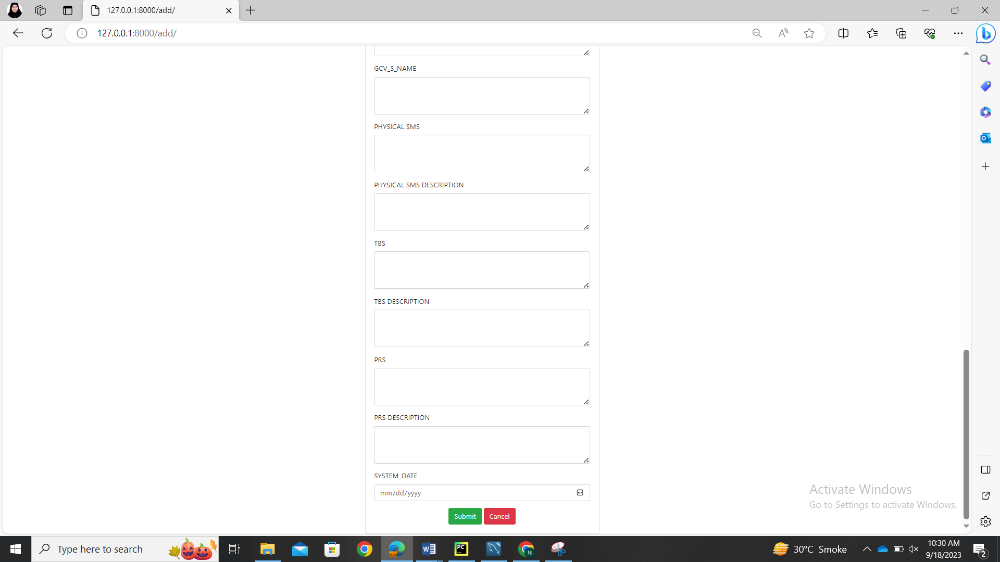 127.0.0.1:8000/add/
127.0.0.1:8000/add/
GCV_S_NAME
PHYSICAL SMS
PHYSICAL SMS DESCRIPTION
TBS
TBS DESCRIPTION
PRS
PRS DESCRIPTION
SYSTEM_DATE
mm/dd/yyyy
Submit Cancel
Activate Windows
Go to Settings to activate Windows.
Type here to search
W
PC
N
30°C Smoke
10:30 AM
9/18/2023
2